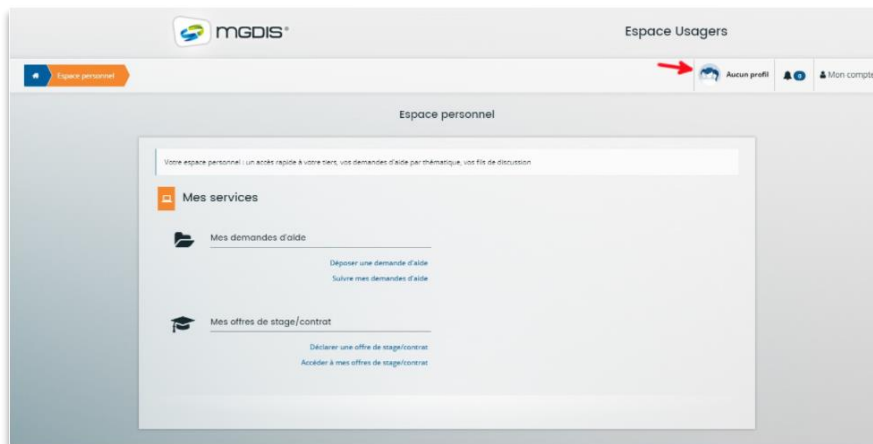 MGDIS
Espace Usagers
Espace personnel
Aucun profil
0
Mon compte
Espace personnel
Votre espace personnel : un accès rapide à votre tiers, vos demandes d'aide par thématique, vos fils de discussion
Mes services
Mes demandes d'aide
Déposer une demande d'aide
Suivre mes demandes d'aide
Mes offres de stage/contrat
Déclarer une offre de stage/contrat
Accéder à mes offres de stage/contrat